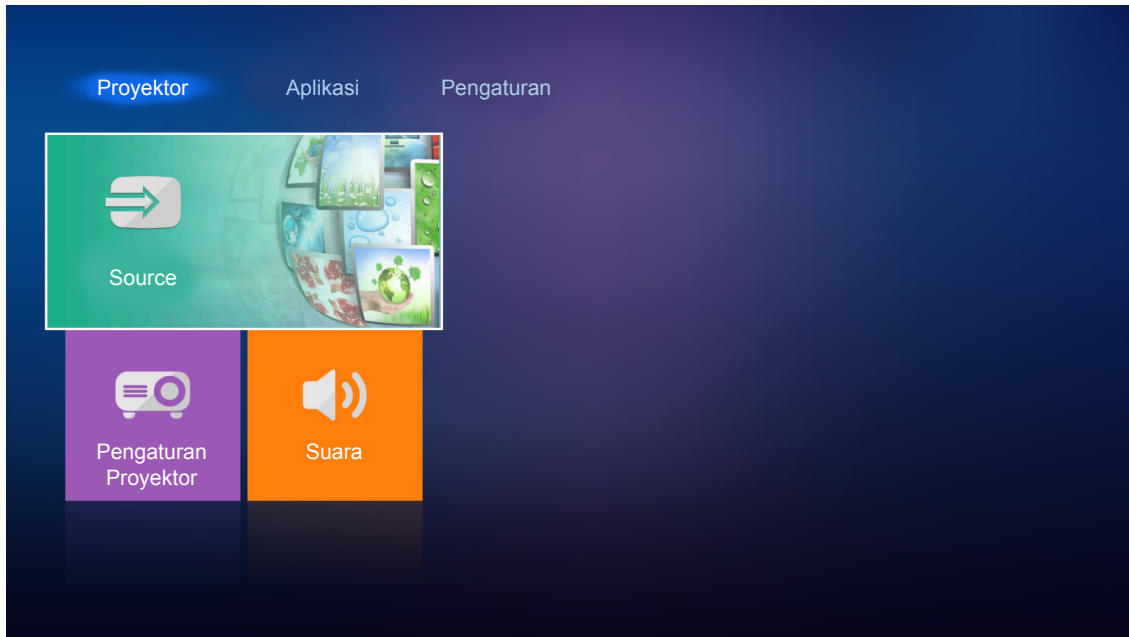 Proyektor Aplikasi Pengaturan
Source
Pengaturan
Proyektor
Suara